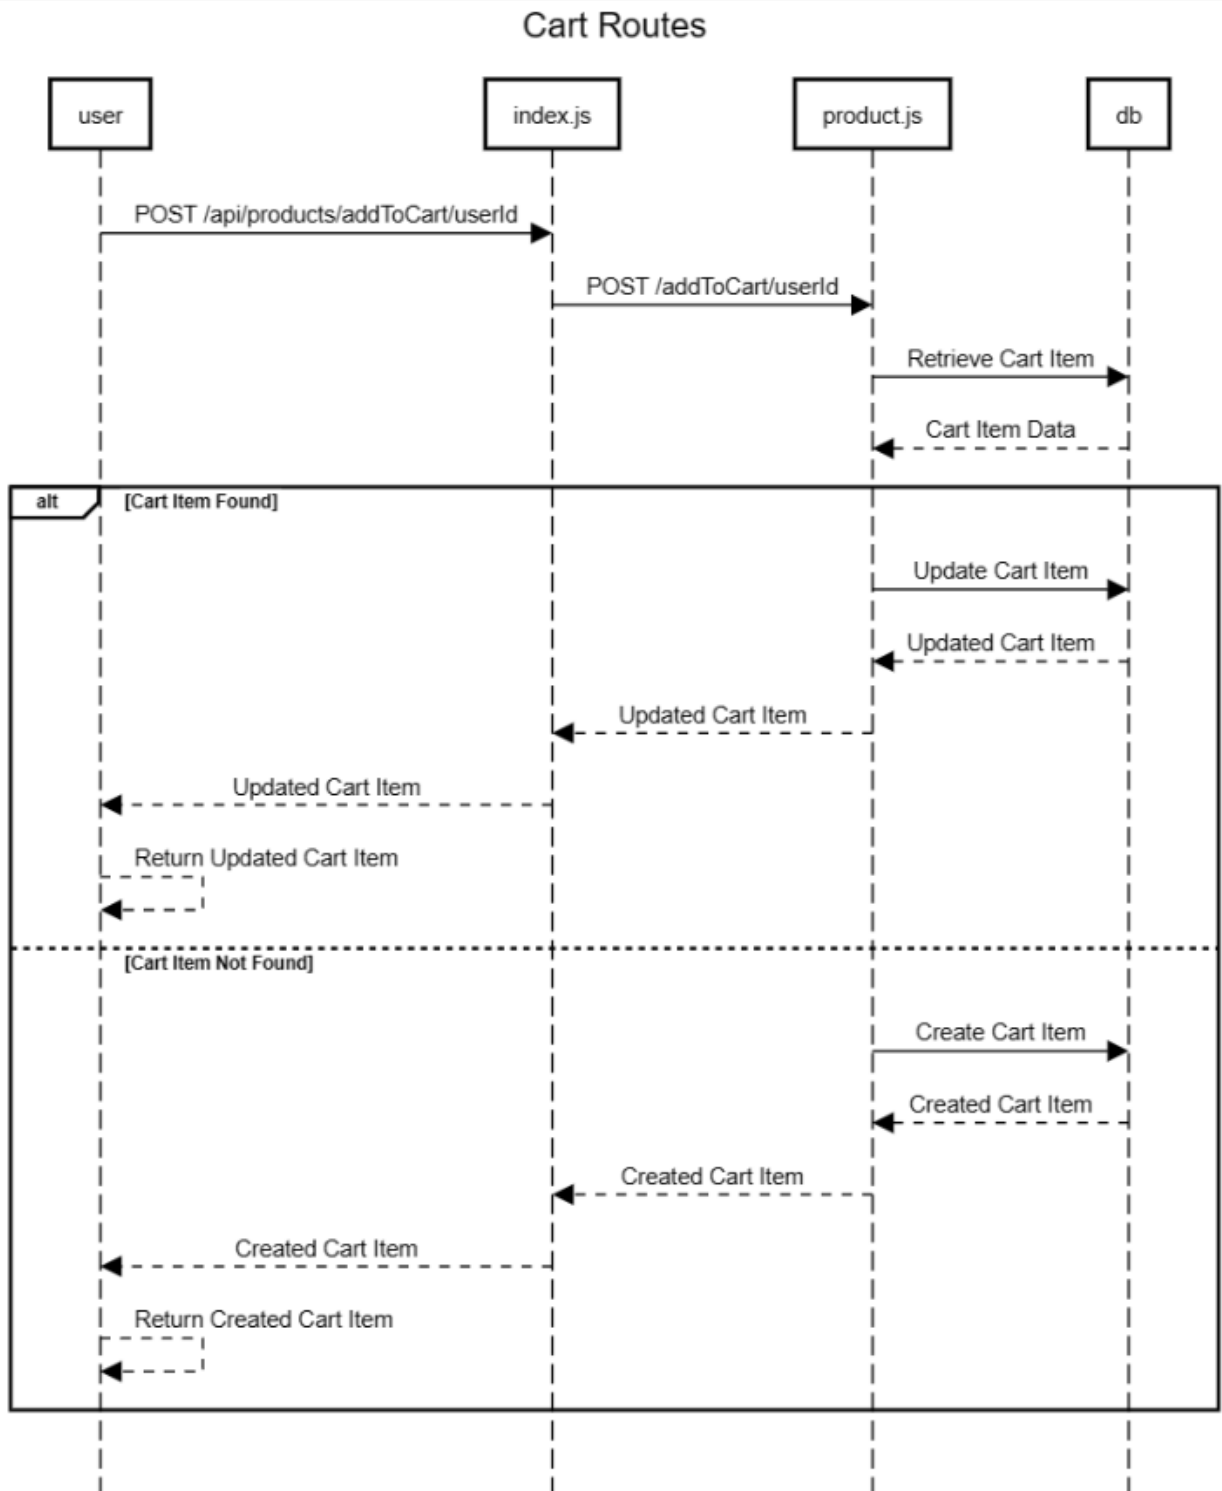 Cart Routes
user
index.js
product.js
db
POST /api/products/addToCart/userId
POST /addToCart/userId
Retrieve Cart Item
Cart Item Data
alt
[Cart Item Found]
Update Cart Item
Updated Cart Item
Updated Cart Item
Updated Cart Item
Return Updated Cart Item
[Cart Item Not Found]
Create Cart Item
Created Cart Item
Created Cart Item
Created Cart Item
Return Created Cart Item